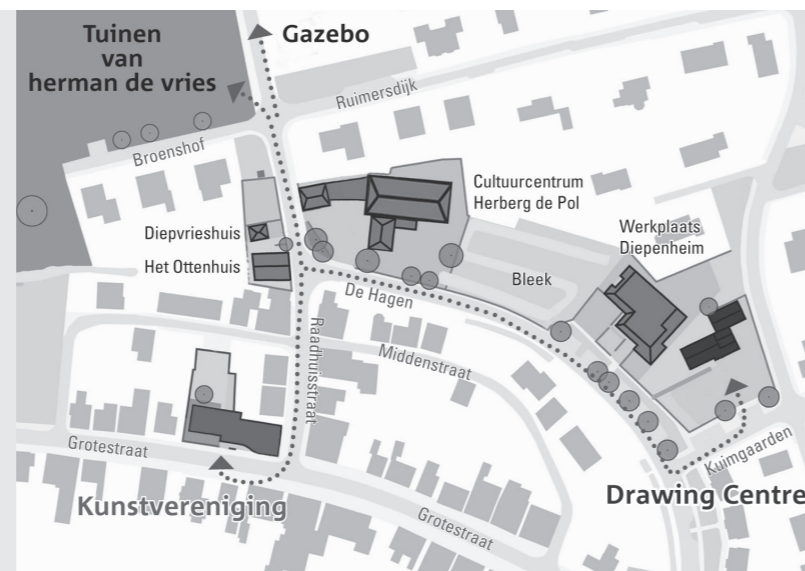 Tuinen
van
herman de vries
Gazebo
Ruimersdijk
Broenshof
Cultuurcentrum
Herberg de Pol
Diepvrieshuis
Het Ottenhuis
Werkplaats
Diepenheim
Bleek
De Hagen
Raadhuisstraat
Middenstraat
Grotestraat
Kunstvereniging
Grotestraat
Kuimgaarden
Drawing Centre